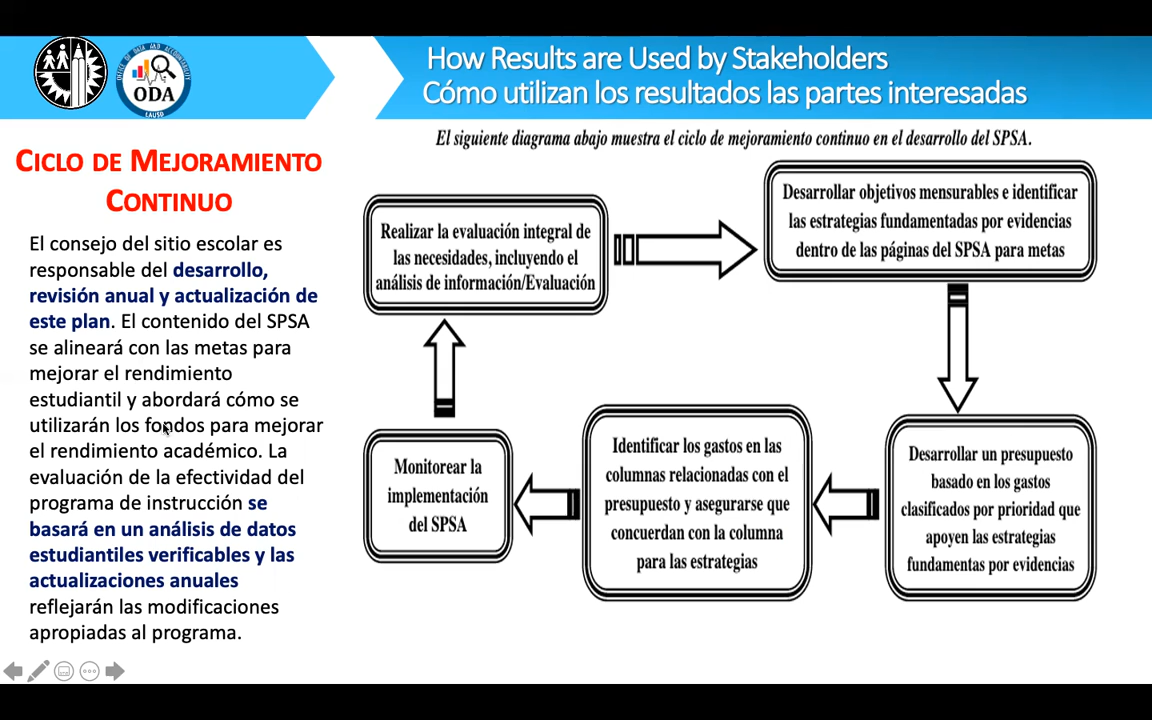 How Results are Used by Stakeholders
Cómo utilizan los resultados las partes interesadas
OFFICE OF DATA AND ACCOUNTABILITY
ODA
LAUSD
El siguiente diagrama abajo muestra el ciclo de mejoramiento continuo en el desarrollo del SPSA.
CICLO DE MEJORAMIENTO
CONTINUO
El consejo del sitio escolar es
responsable del desarrollo,
revisión anual y actualización de
este plan. El contenido del SPSA
se alineará con las metas para
mejorar el rendimiento
estudiantil y abordará cómo se
utilizarán los fondos para mejorar
el rendimiento académico. La
evaluación de la efectividad del
programa de instrucción se
basará en un análisis de datos
estudiantiles verificables y las
actualizaciones anuales
reflejarán las modificaciones
apropiadas al programa.
Realizar la evaluación integral de
las necesidades, incluyendo el
análisis de información/Evaluación
Desarrollar objetivos mensurables e identificar
las estrategias fundamentadas por evidencias
dentro de las páginas del SPSA para metas
Desarrollar un presupuesto
basado en los gastos
clasificados por prioridad que
apoyen las estrategias
fundamentas por evidencias
Identificar los gastos en las
columnas relacionadas con el
presupuesto y asegurarse que
concuerdan con la columna
para las estrategias
Monitorear la
implementación
del SPSA